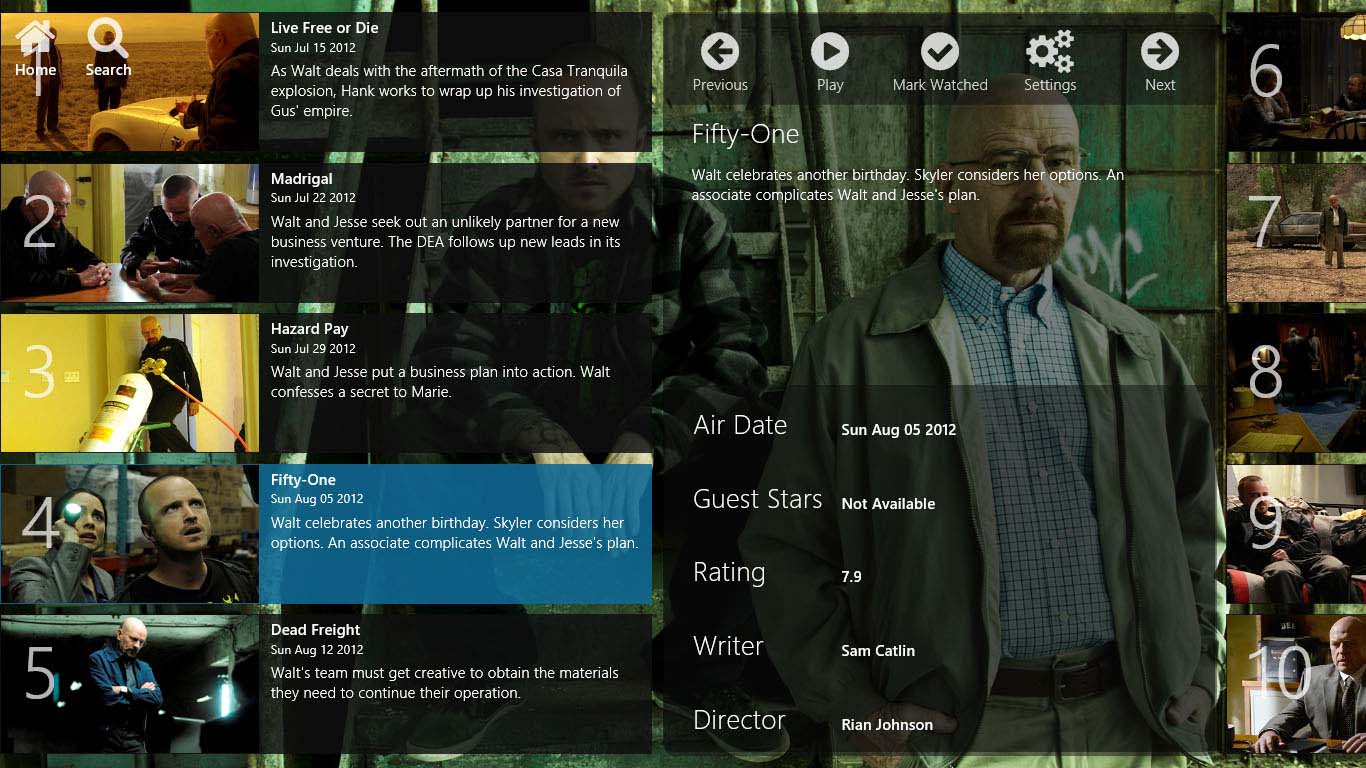 Home
Search
1
Live Free or Die
Sun Jul 15 2012
As Walt deals with the aftermath of the Casa Tranquila
explosion, Hank works to wrap up his investigation of
Gus' empire.
2
Madrigal
Sun Jul 22 2012
Walt and Jesse seek out an unlikely partner for a new
business venture. The DEA follows up new leads in its
investigation.
3
Hazard Pay
Sun Jul 29 2012
Walt and Jesse put a business plan into action. Walt
confesses a secret to Marie.
4
Fifty-One
Sun Aug 05 2012
Walt celebrates another birthday. Skyler considers her
options. An associate complicates Walt and Jesse's plan.
5
Dead Freight
Sun Aug 12 2012
Walt's team must get creative to obtain the materials
they need to continue their operation.
Previous
Play
Mark Watched
Settings
Next
Fifty-One
Walt celebrates another birthday. Skyler considers her options. An
associate complicates Walt and Jesse's plan.
Air Date Sun Aug 05 2012
Guest Stars Not Available
Rating 7.9
Writer Sam Catlin
Director Rian Johnson
6
7
8
9
10